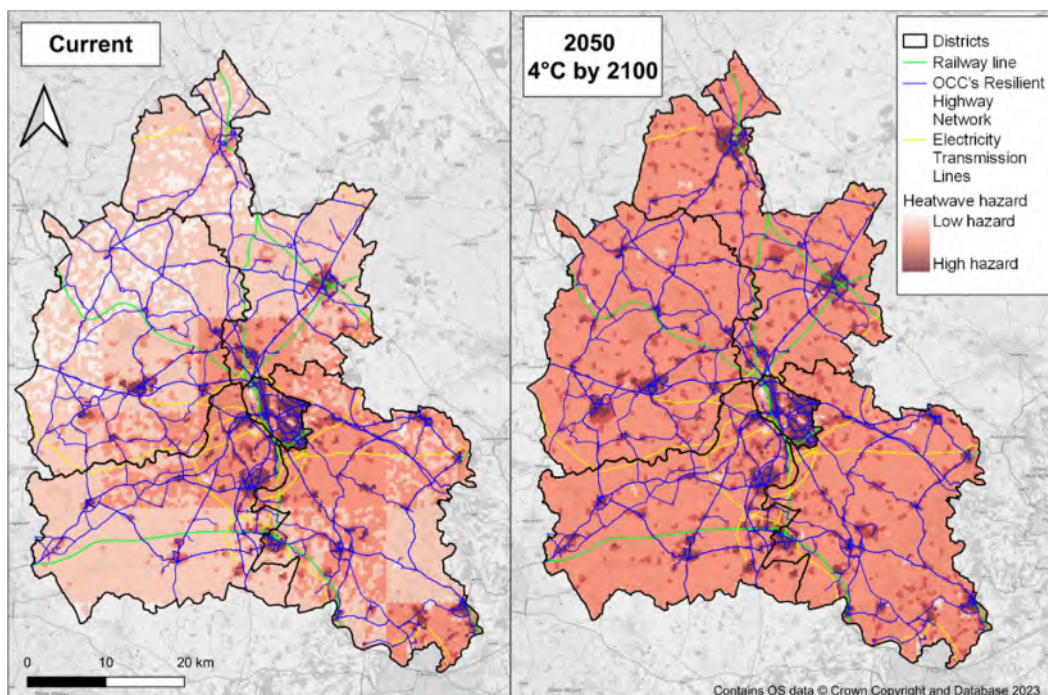 Current
2050
4°C by 2100
Districts
Railway line
OCC's Resilient
Highway
Network
Electricity
Transmission
Lines
Heatwave hazard
Low hazard
High hazard
0 10 20 km
Contains OS data © Crown Copyright and Database 2023